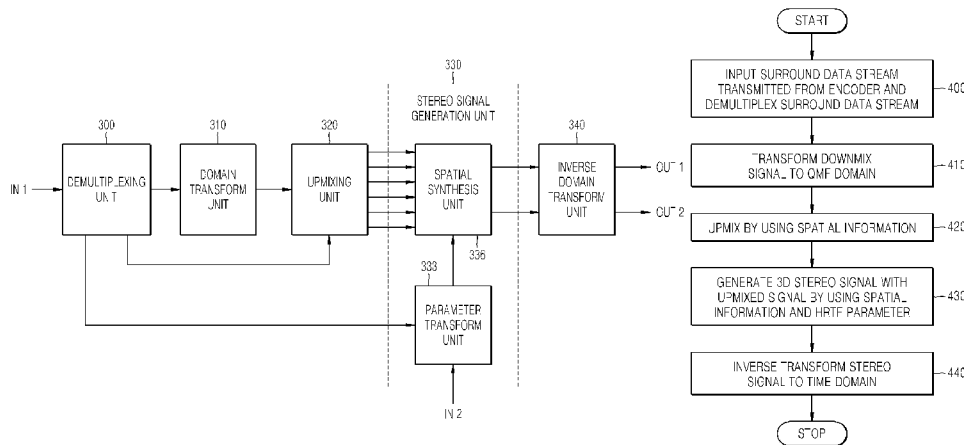 330
STEREO SIGNAL
GENERATION UNIT
300
310
320
340
IN 1
DEMULTIPLEXING
UNIT
DOMAIN
TRANSFORM
UNIT
UPMIXING
UNIT
SPATIAL
SYNTHESIS
UNIT
INVERSE
DOMAIN
TRANSFORM
UNIT
OUT 1
OUT 2
336
333
PARAMETER
TRANSFORM
UNIT
IN 2
START
INPUT SURROUND DATA STREAM
TRANSMITTED FROM ENCODER AND
DEMULTIPLEX SURROUND DATA STREAM
400
TRANSFORM DOWNMIX
SIGNAL TO QMF DOMAIN
410
UPMIX BY USING SPATIAL INFORMATION
420
GENERATE 3D STEREO SIGNAL WITH
UPMIXED SIGNAL BY USING SPATIAL
INFORMATION AND HRTF PARAMETER
430
INVERSE TRANSFORM STEREO
SIGNAL TO TIME DOMAIN
440
STOP